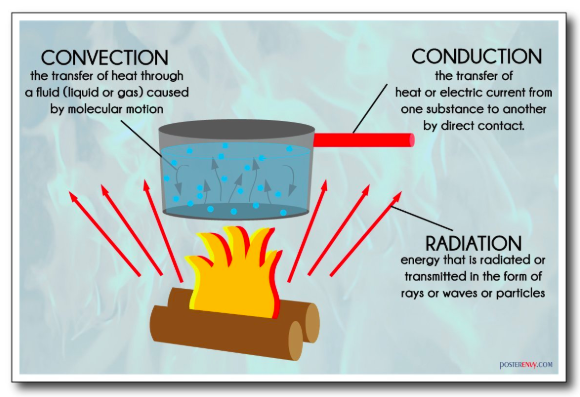 CONVECTION
the transfer of heat through
a fluid (liquid or gas) caused
by molecular motion
CONDUCTION
the transfer of
heat or electric current from
one substance to another
by direct contact.
RADIATION
energy that is radiated or
transmitted in the form of
rays or waves or particles
POSTERENVY.COM